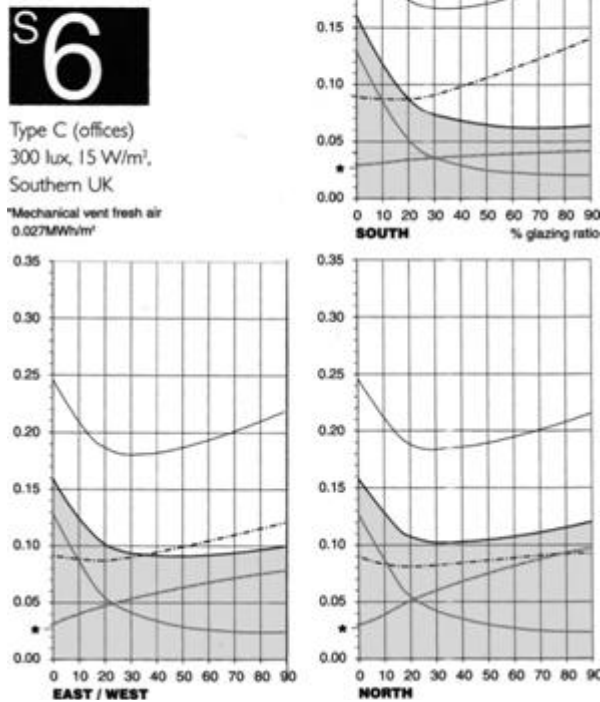 S6
Type C (offices)
300 lux, 15 W/m²,
Southern UK
*Mechanical vent fresh air
0.027MWh/m²
0.15
0.10
0.05
*
0.00
0 10 20 30 40 50 60 70 80 90
SOUTH % glazing ratio
0.35
0.30
0.25
0.20
0.15
0.10
0.05
*
0.00
0 10 20 30 40 50 60 70 80 90
EAST / WEST
0.35
0.30
0.25
0.20
0.15
0.10
0.05
*
0.00
0 10 20 30 40 50 60 70 80 90
NORTH